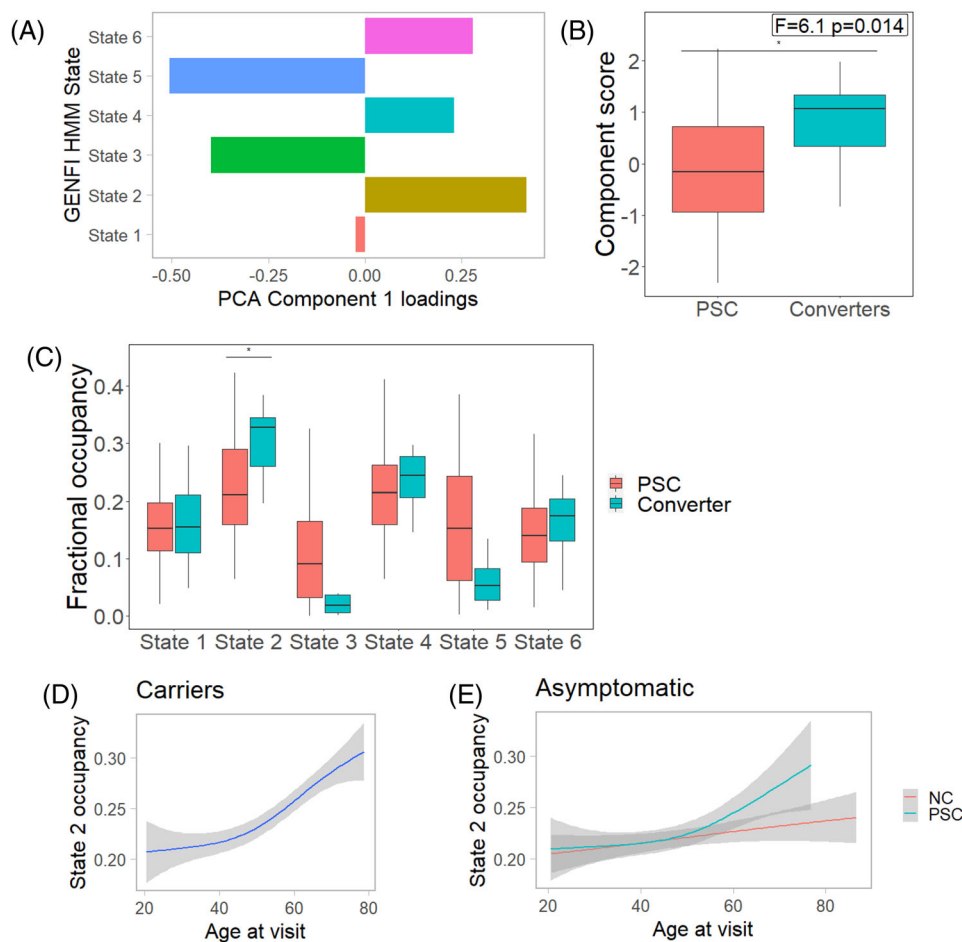 (A)
GENFI HMM State
State 6
State 5
State 4
State 3
State 2
State 1
-0.50
-0.25
0.00
0.25
PCA Component 1 loadings
(B)
F=6.1 p=0.014
*
Component score
2
1
0
-1
-2
PSC
Converters
(C)
*
Fractional occupancy
0.4
0.3
0.2
0.1
0.0
State 1
State 2
State 3
State 4
State 5
State 6
PSC
Converter
(D)
Carriers
State 2 occupancy
0.30
0.25
0.20
20
40
60
80
Age at visit
(E)
Asymptomatic
State 2 occupancy
0.30
0.25
0.20
20
40
60
80
Age at visit
NC
PSC